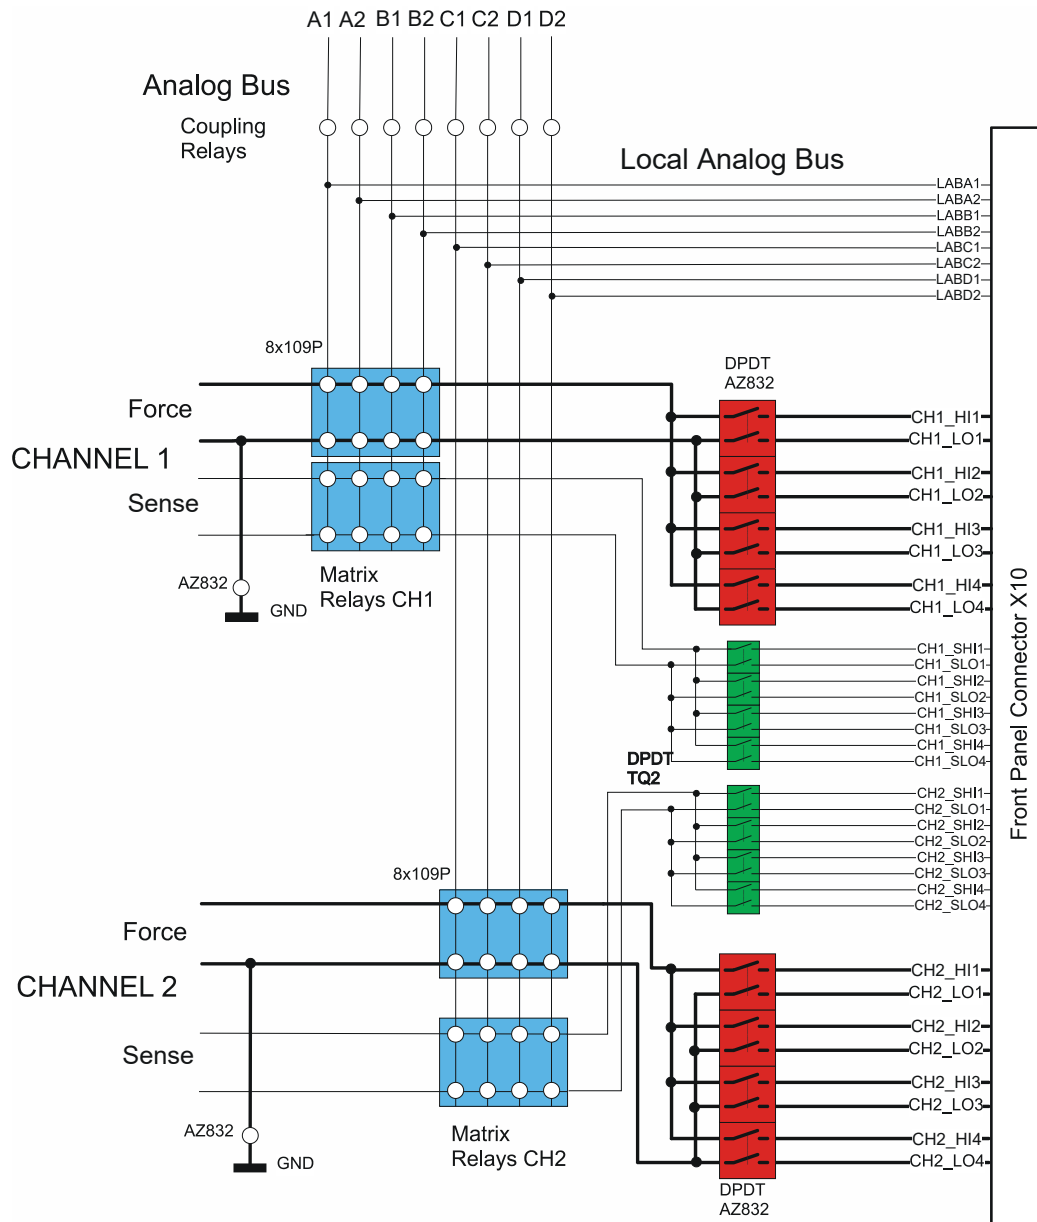 A1 A2 B1 B2 C1 C2 D1 D2
Analog Bus
Coupling
Relays
Local Analog Bus
LABA1
LABA2
LABB1
LABB2
LABC1
LABC2
LABD1
LABD2
8x109P
DPDT
AZ832
Force
CHANNEL 1
Sense
CH1_HI1
CH1_LO1
CH1_HI2
CH1_LO2
CH1_HI3
CH1_LO3
CH1_HI4
CH1_LO4
AZ832
GND
Matrix
Relays CH1
Front Panel Connector X10
CH1_SHI1
CH1_SLO1
CH1_SHI2
CH1_SLO2
CH1_SHI3
CH1_SLO3
CH1_SHI4
CH1_SLO4
DPDT
TQ2
CH2_SHI1
CH2_SLO1
CH2_SHI2
CH2_SLO2
CH2_SHI3
CH2_SLO3
CH2_SHI4
CH2_SLO4
8x109P
Force
CHANNEL 2
Sense
CH2_HI1
CH2_LO1
CH2_HI2
CH2_LO2
CH2_HI3
CH2_LO3
CH2_HI4
CH2_LO4
AZ832
GND
Matrix
Relays CH2
DPDT
AZ832